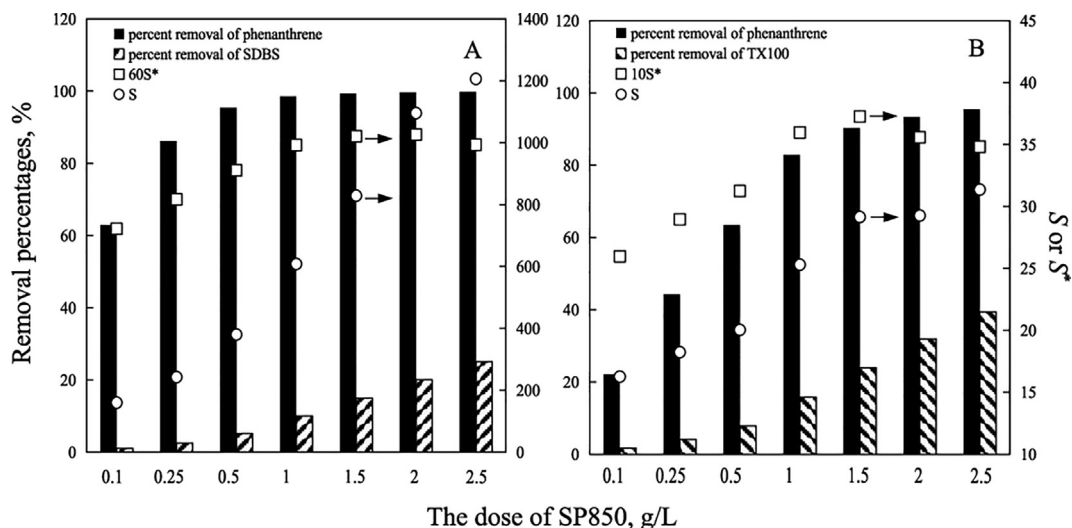 120
100
80
60
40
20
0
Removal percentages, %
percent removal of phenanthrene
percent removal of SDBS
60S*
S
A
1400
1200
1000
800
600
400
200
0
0.1 0.25 0.5 1 1.5 2 2.5
120
100
80
60
40
20
0
percent removal of phenanthrene
percent removal of TX100
10S*
S
B
45
40
35
30
25
20
15
10
S or S*
0.1 0.25 0.5 1 1.5 2 2.5
The dose of SP850, g/L